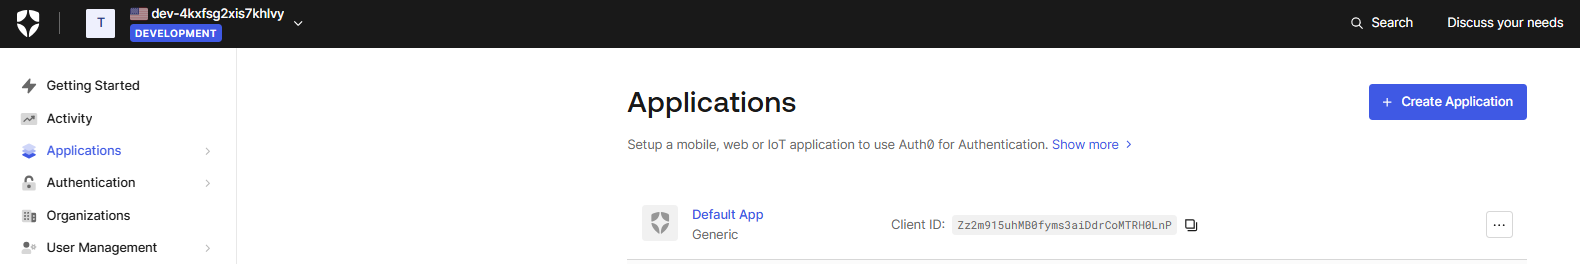 T
dev-4kxfsg2xis7khlvy
DEVELOPMENT
Search
Discuss your needs
Getting Started
Activity
Applications
Authentication
Organizations
User Management
Applications
+ Create Application
Setup a mobile, web or IoT application to use Auth0 for Authentication. Show more >
Default App
Generic
Client ID: Zz2m915uhMB0fyms3aiDdrCoMTRH0LnP
...